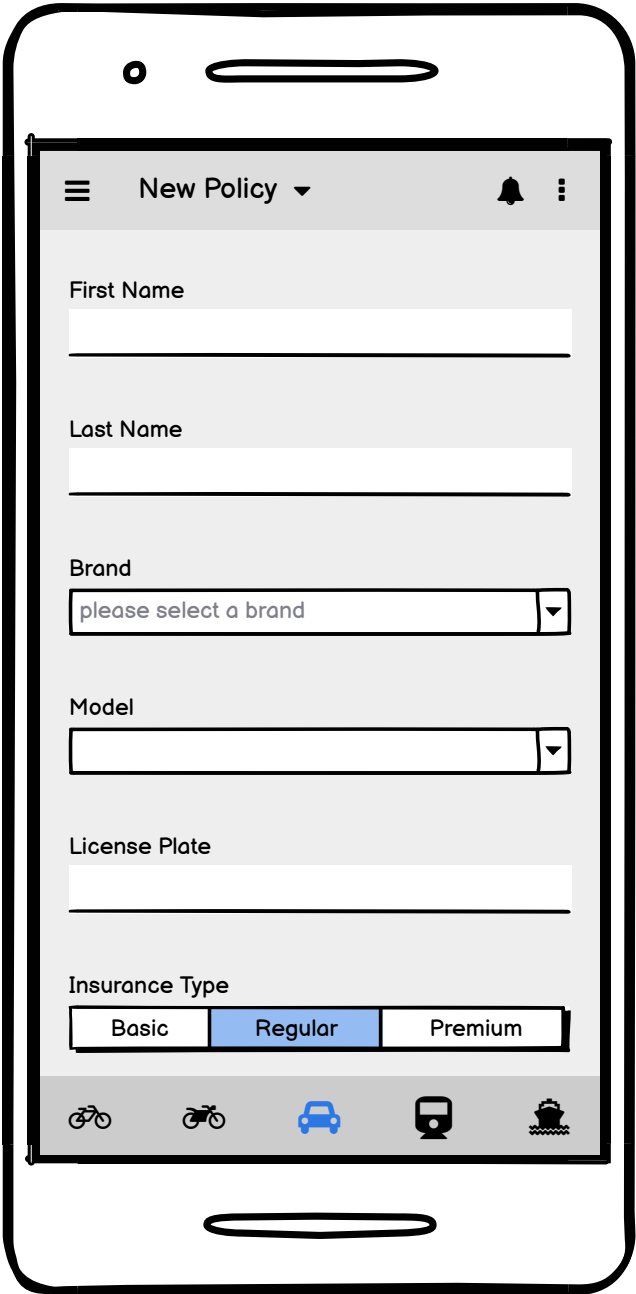 New Policy
First Name
Last Name
Brand
please select a brand
Model
License Plate
Insurance Type
Basic Regular Premium